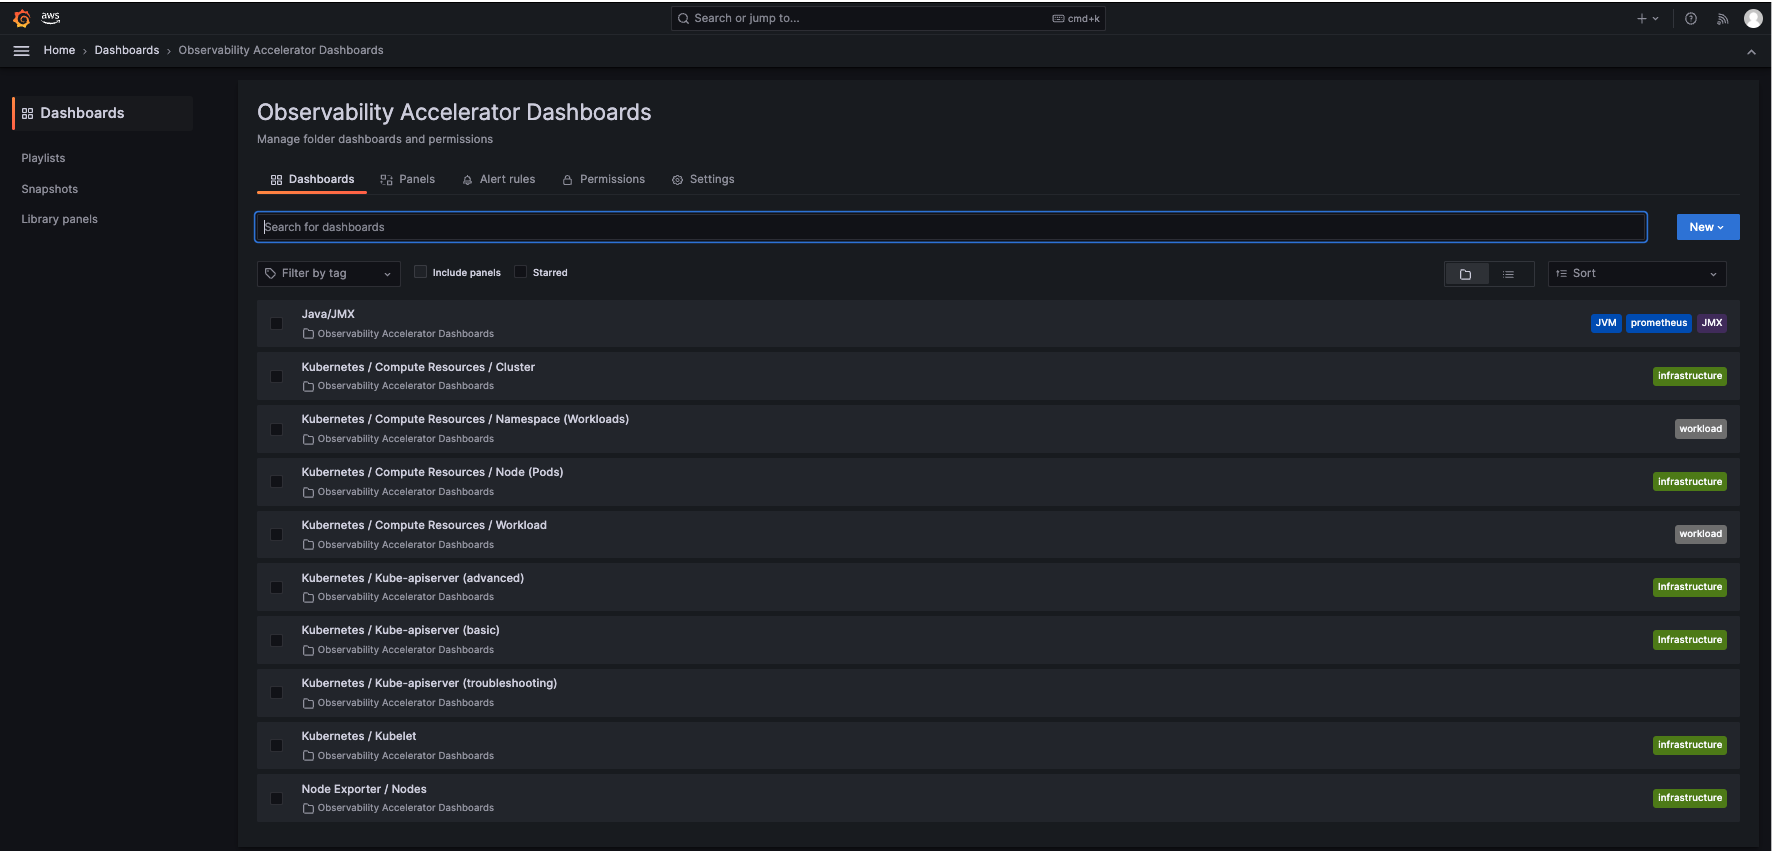 aws
Search or jump to...
cmd+k
Home
Dashboards
Observability Accelerator Dashboards
Dashboards
Playlists
Snapshots
Library panels
Observability Accelerator Dashboards
Manage folder dashboards and permissions
Dashboards
Panels
Alert rules
Permissions
Settings
Search for dashboards
New
Filter by tag
Include panels
Starred
Sort
Java/JMX
Observability Accelerator Dashboards
JVM
prometheus
JMX
Kubernetes / Compute Resources / Cluster
Observability Accelerator Dashboards
infrastructure
Kubernetes / Compute Resources / Namespace (Workloads)
Observability Accelerator Dashboards
workload
Kubernetes / Compute Resources / Node (Pods)
Observability Accelerator Dashboards
infrastructure
Kubernetes / Compute Resources / Workload
Observability Accelerator Dashboards
workload
Kubernetes / Kube-apiserver (advanced)
Observability Accelerator Dashboards
infrastructure
Kubernetes / Kube-apiserver (basic)
Observability Accelerator Dashboards
infrastructure
Kubernetes / Kube-apiserver (troubleshooting)
Observability Accelerator Dashboards
Kubernetes / Kubelet
Observability Accelerator Dashboards
infrastructure
Node Exporter / Nodes
Observability Accelerator Dashboards
infrastructure